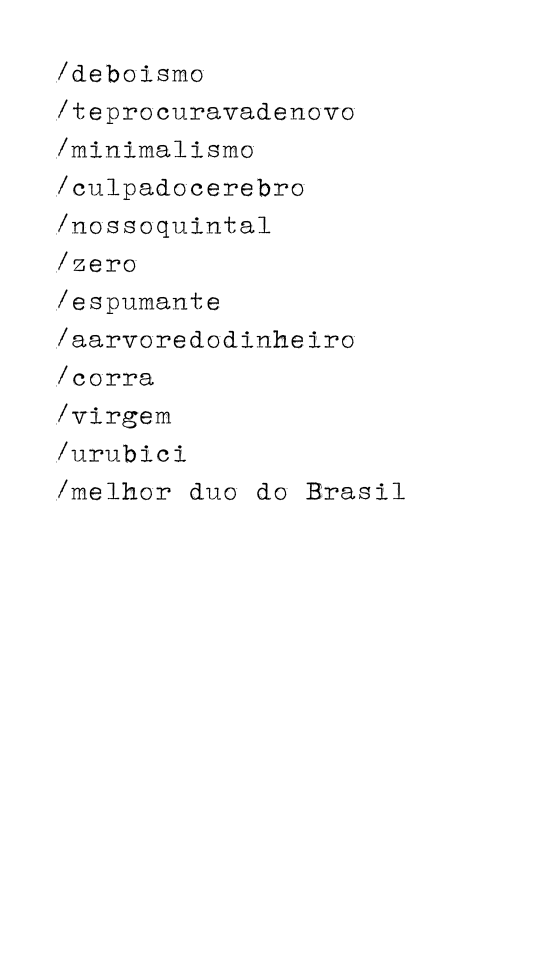 /deboismo
/teprocuravadenovo
/minimalismo
/culpadocerebro
/nossoquintal
/zero
/espumante
/aarvoredodinheiro
/corra
/virgem
/urubici
/melhor duo do Brasil